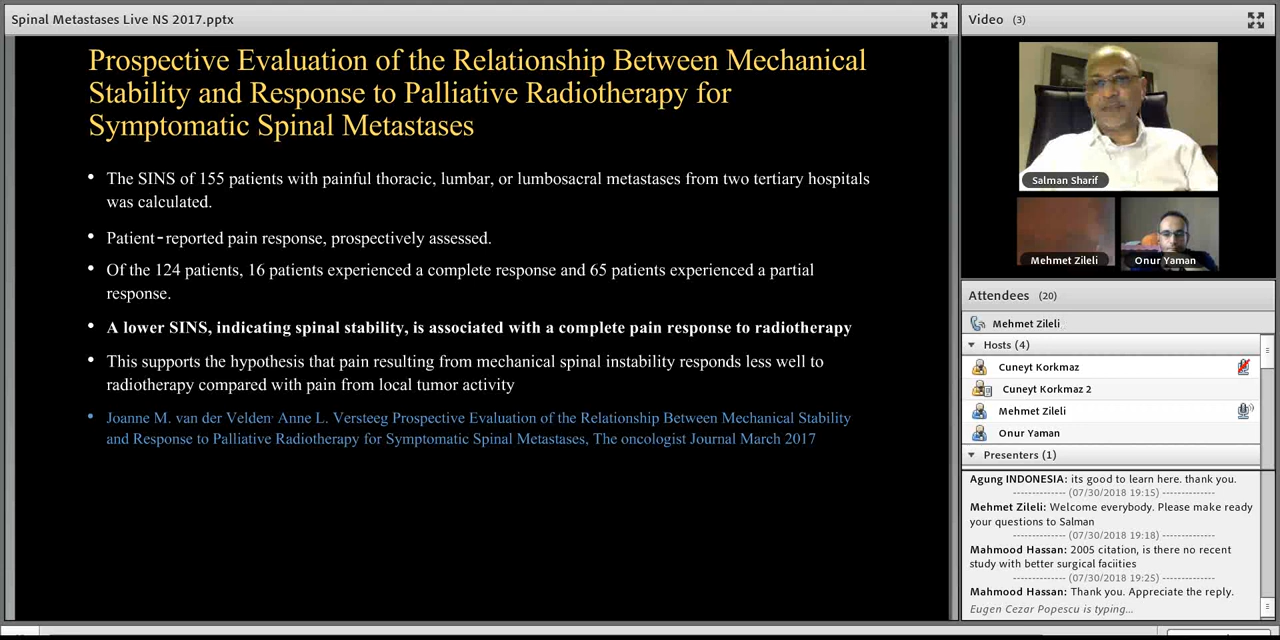 Spinal Metastases Live NS 2017.pptx
Prospective Evaluation of the Relationship Between Mechanical
Stability and Response to Palliative Radiotherapy for
Symptomatic Spinal Metastases
• The SINS of 155 patients with painful thoracic, lumbar, or lumbosacral metastases from two tertiary hospitals
was calculated.
• Patient-reported pain response, prospectively assessed.
• Of the 124 patients, 16 patients experienced a complete response and 65 patients experienced a partial
response.
• A lower SINS, indicating spinal stability, is associated with a complete pain response to radiotherapy
• This supports the hypothesis that pain resulting from mechanical spinal instability responds less well to
radiotherapy compared with pain from local tumor activity
• Joanne M. van der Velden· Anne L. Versteeg Prospective Evaluation of the Relationship Between Mechanical Stability
and Response to Palliative Radiotherapy for Symptomatic Spinal Metastases, The oncologist Journal March 2017
Video (3)
Salman Sharif
Mehmet Zileli
Onur Yaman
Attendees (20)
Mehmet Zileli
Hosts (4)
Cuneyt Korkmaz
Cuneyt Korkmaz 2
Mehmet Zileli
Onur Yaman
Presenters (1)
Agung INDONESIA: its good to learn here. thank you.
------------- (07/30/2018 19:15) -------------
Mehmet Zileli: Welcome everybody. Please make ready
your questions to Salman
------------- (07/30/2018 19:18) -------------
Mahmood Hassan: 2005 citation, is there no recent
study with better surgical faciities
------------- (07/30/2018 19:25) -------------
Mahmood Hassan: Thank you. Appreciate the reply.
Eugen Cezar Popescu is typing...